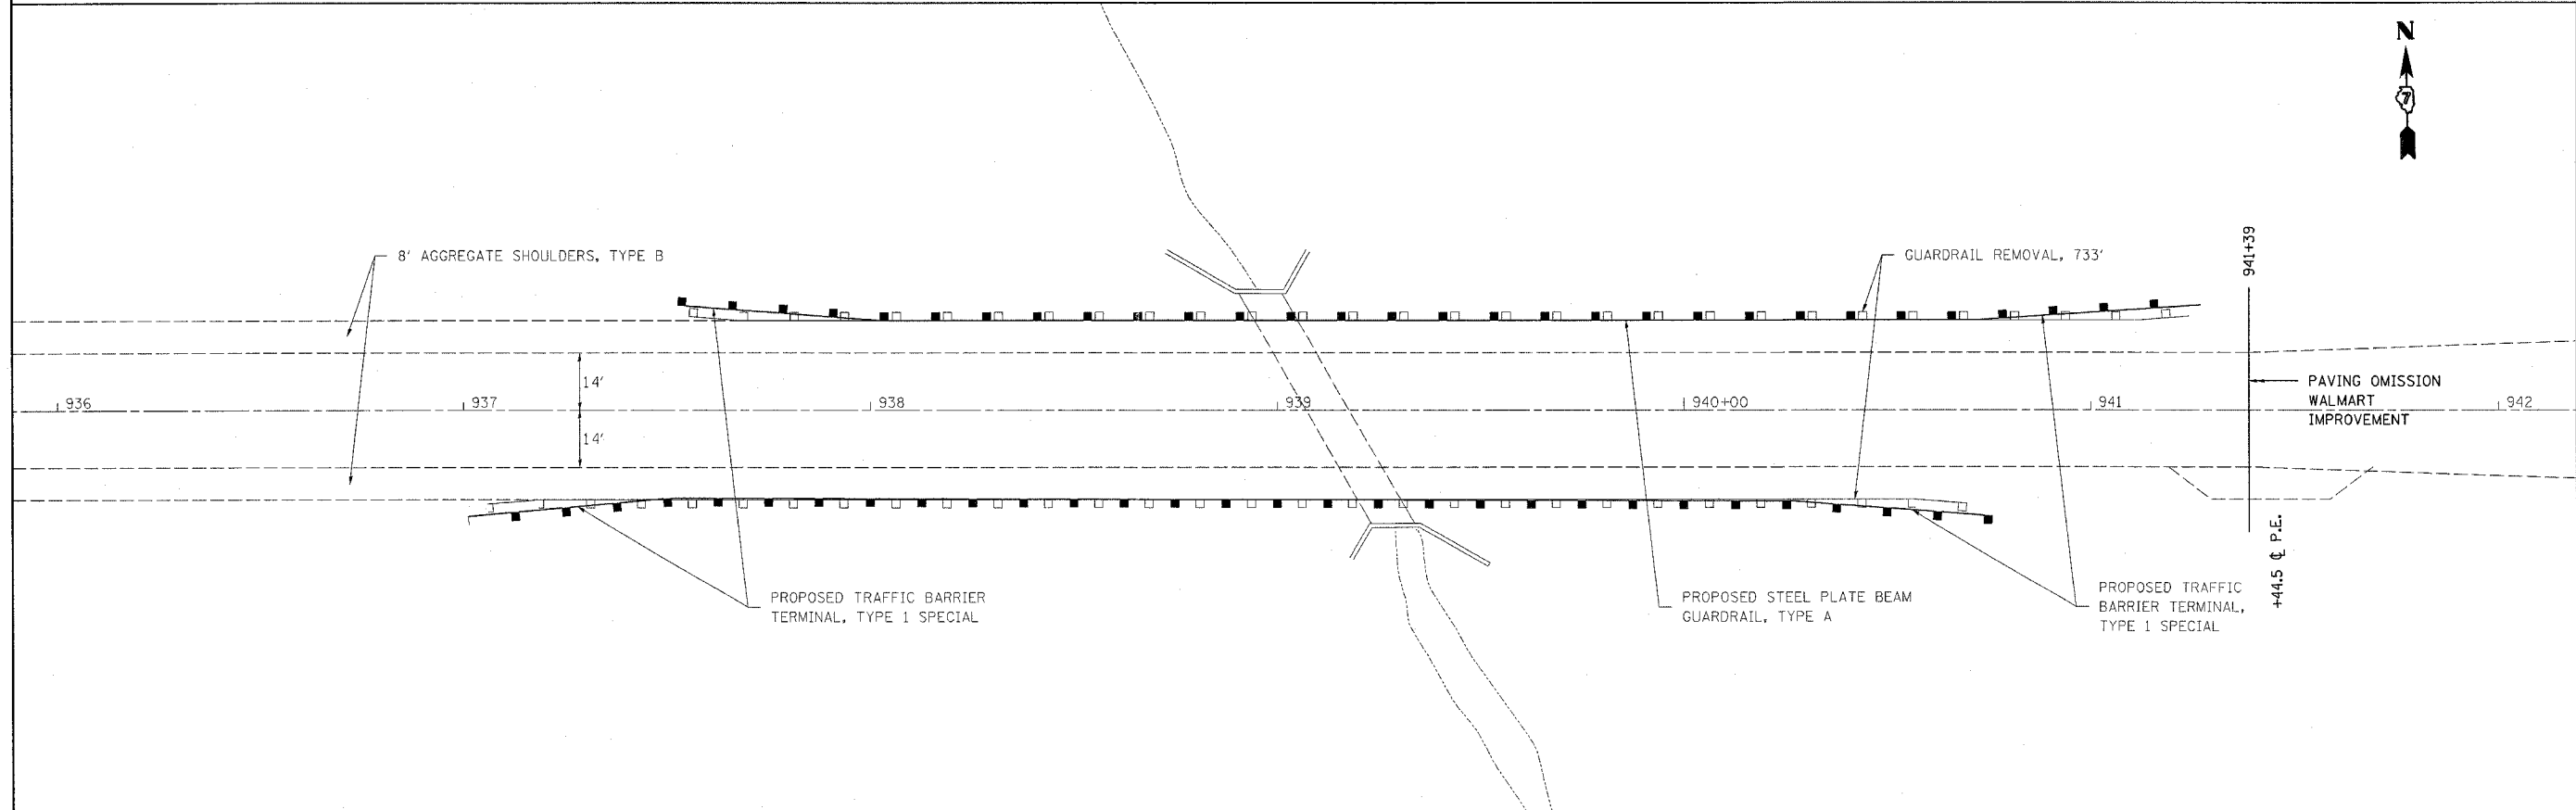 N
7
941+39
8' AGGREGATE SHOULDERS, TYPE B
GUARDRAIL REMOVAL, 733'
14'
PAVING OMISSION
WALMART
IMPROVEMENT
936
937
938
939
940+00
941
942
14'
+44.5 ℄ P.E.
PROPOSED TRAFFIC BARRIER
TERMINAL, TYPE 1 SPECIAL
PROPOSED STEEL PLATE BEAM
GUARDRAIL, TYPE A
PROPOSED TRAFFIC
BARRIER TERMINAL,
TYPE 1 SPECIAL